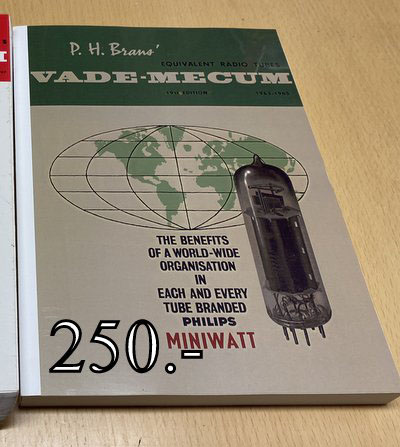 P. H. Brans'
EQUIVALENT RADIO TUBES
VADE-MECUM
EDITION
THE BENEFITS
OF A WORLD-WIDE
ORGANISATION
IN
EACH AND EVERY
TUBE BRANDED
PHILIPS
MINIWATT
250.-